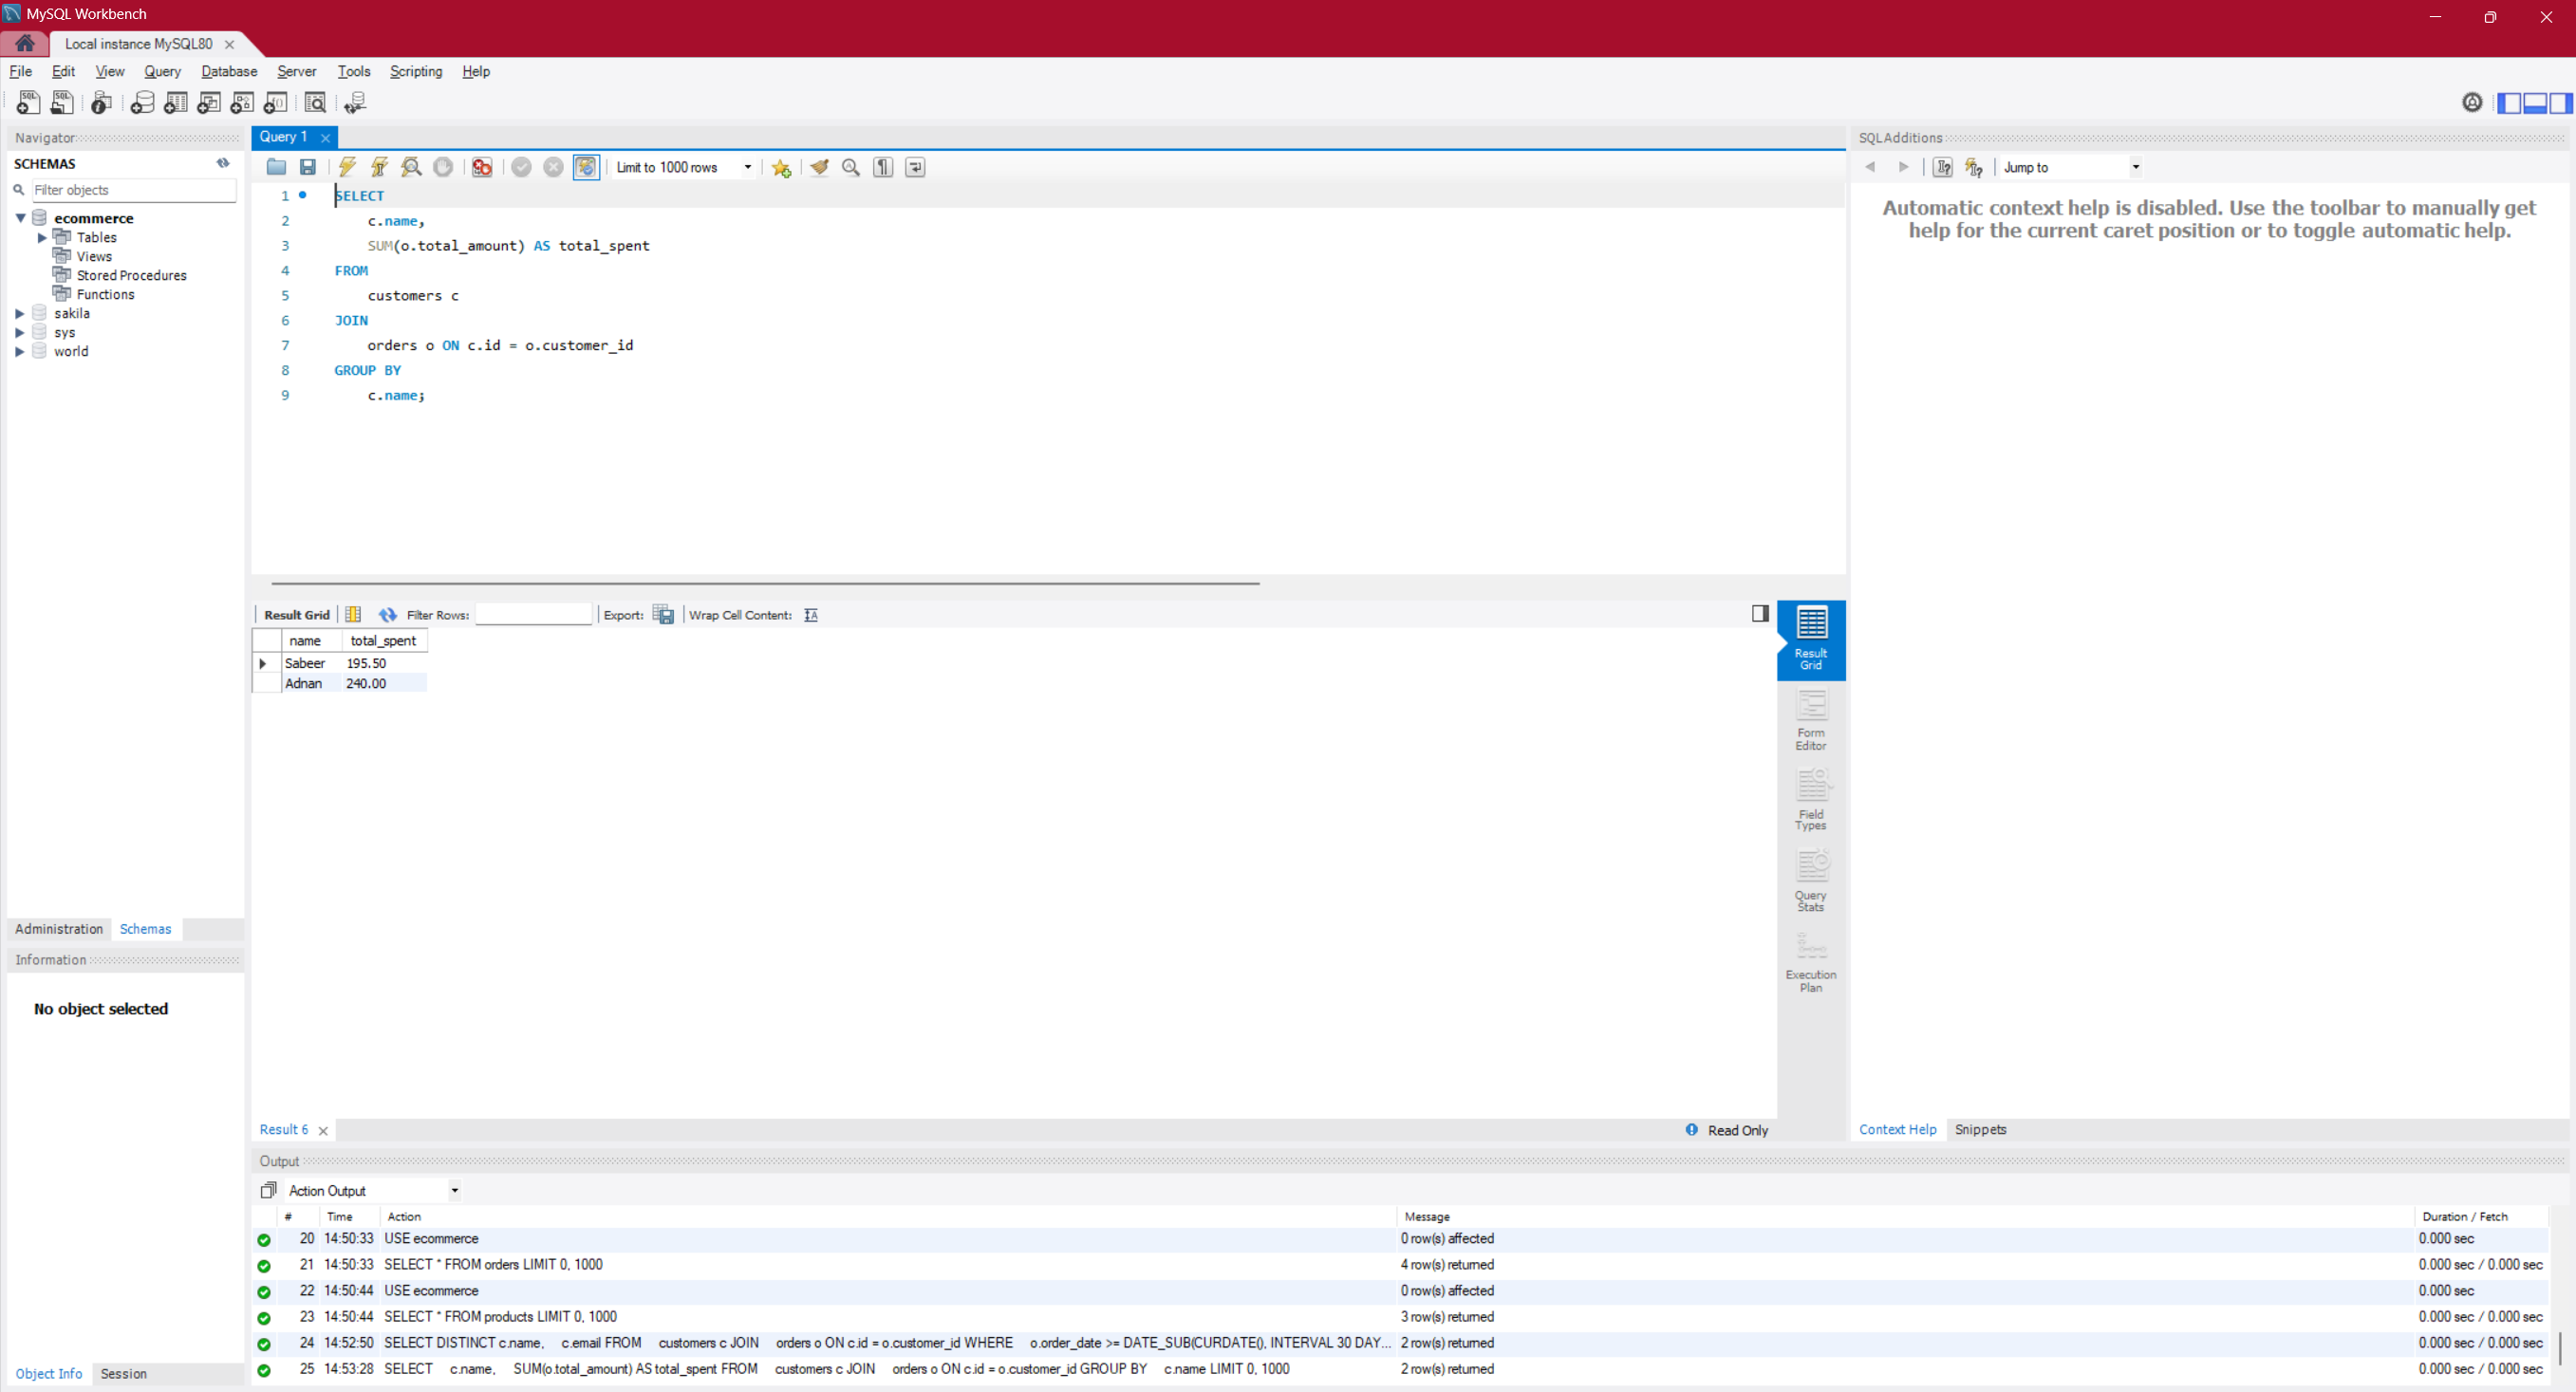 MySQL Workbench
Local instance MySQL80
File Edit View Query Database Server Tools Scripting Help
Navigator
SCHEMAS
Filter objects
ecommerce
Tables
Views
Stored Procedures
Functions
sakila
sys
world
Administration Schemas
Information
No object selected
Object Info Session
Query 1
Limit to 1000 rows
1 SELECT
2 c.name,
3 SUM(o.total_amount) AS total_spent
4 FROM
5 customers c
6 JOIN
7 orders o ON c.id = o.customer_id
8 GROUP BY
9 c.name;
Result Grid Filter Rows: Export: Wrap Cell Content:
name total_spent
Sabeer 195.50
Adnan 240.00
Result
Grid
Form
Editor
Field
Types
Query
Stats
Execution
Plan
Result 6 Read Only
SQLAdditions
Jump to
Automatic context help is disabled. Use the toolbar to manually get
help for the current caret position or to toggle automatic help.
Context Help Snippets
Output
Action Output
# Time Action Message Duration / Fetch
20 14:50:33 USE ecommerce 0 row(s) affected 0.000 sec
21 14:50:33 SELECT * FROM orders LIMIT 0, 1000 4 row(s) returned 0.000 sec / 0.000 sec
22 14:50:44 USE ecommerce 0 row(s) affected 0.000 sec
23 14:50:44 SELECT * FROM products LIMIT 0, 1000 3 row(s) returned 0.000 sec / 0.000 sec
24 14:52:50 SELECT DISTINCT c.name, c.email FROM customers c JOIN orders o ON c.id = o.customer_id WHERE o.order_date >= DATE_SUB(CURDATE(), INTERVAL 30 DAY... 2 row(s) returned 0.000 sec / 0.000 sec
25 14:53:28 SELECT c.name, SUM(o.total_amount) AS total_spent FROM customers c JOIN orders o ON c.id = o.customer_id GROUP BY c.name LIMIT 0, 1000 2 row(s) returned 0.000 sec / 0.000 sec